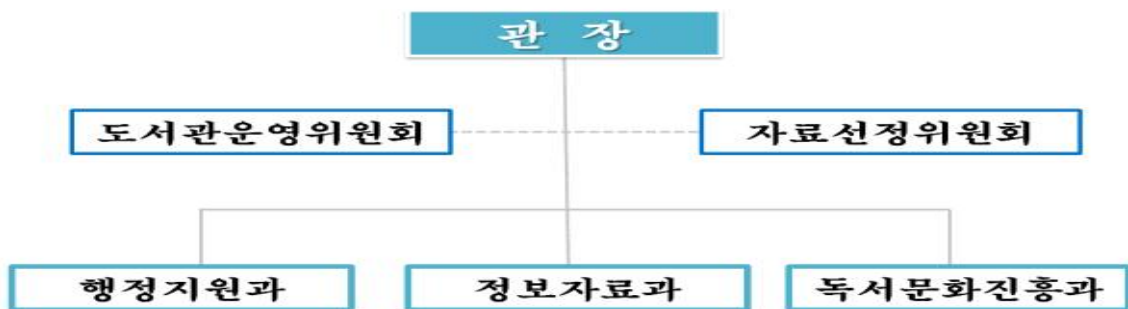 관 장
도서관운영위원회
자료선정위원회
행정지원과
정보자료과
독서문화진흥과